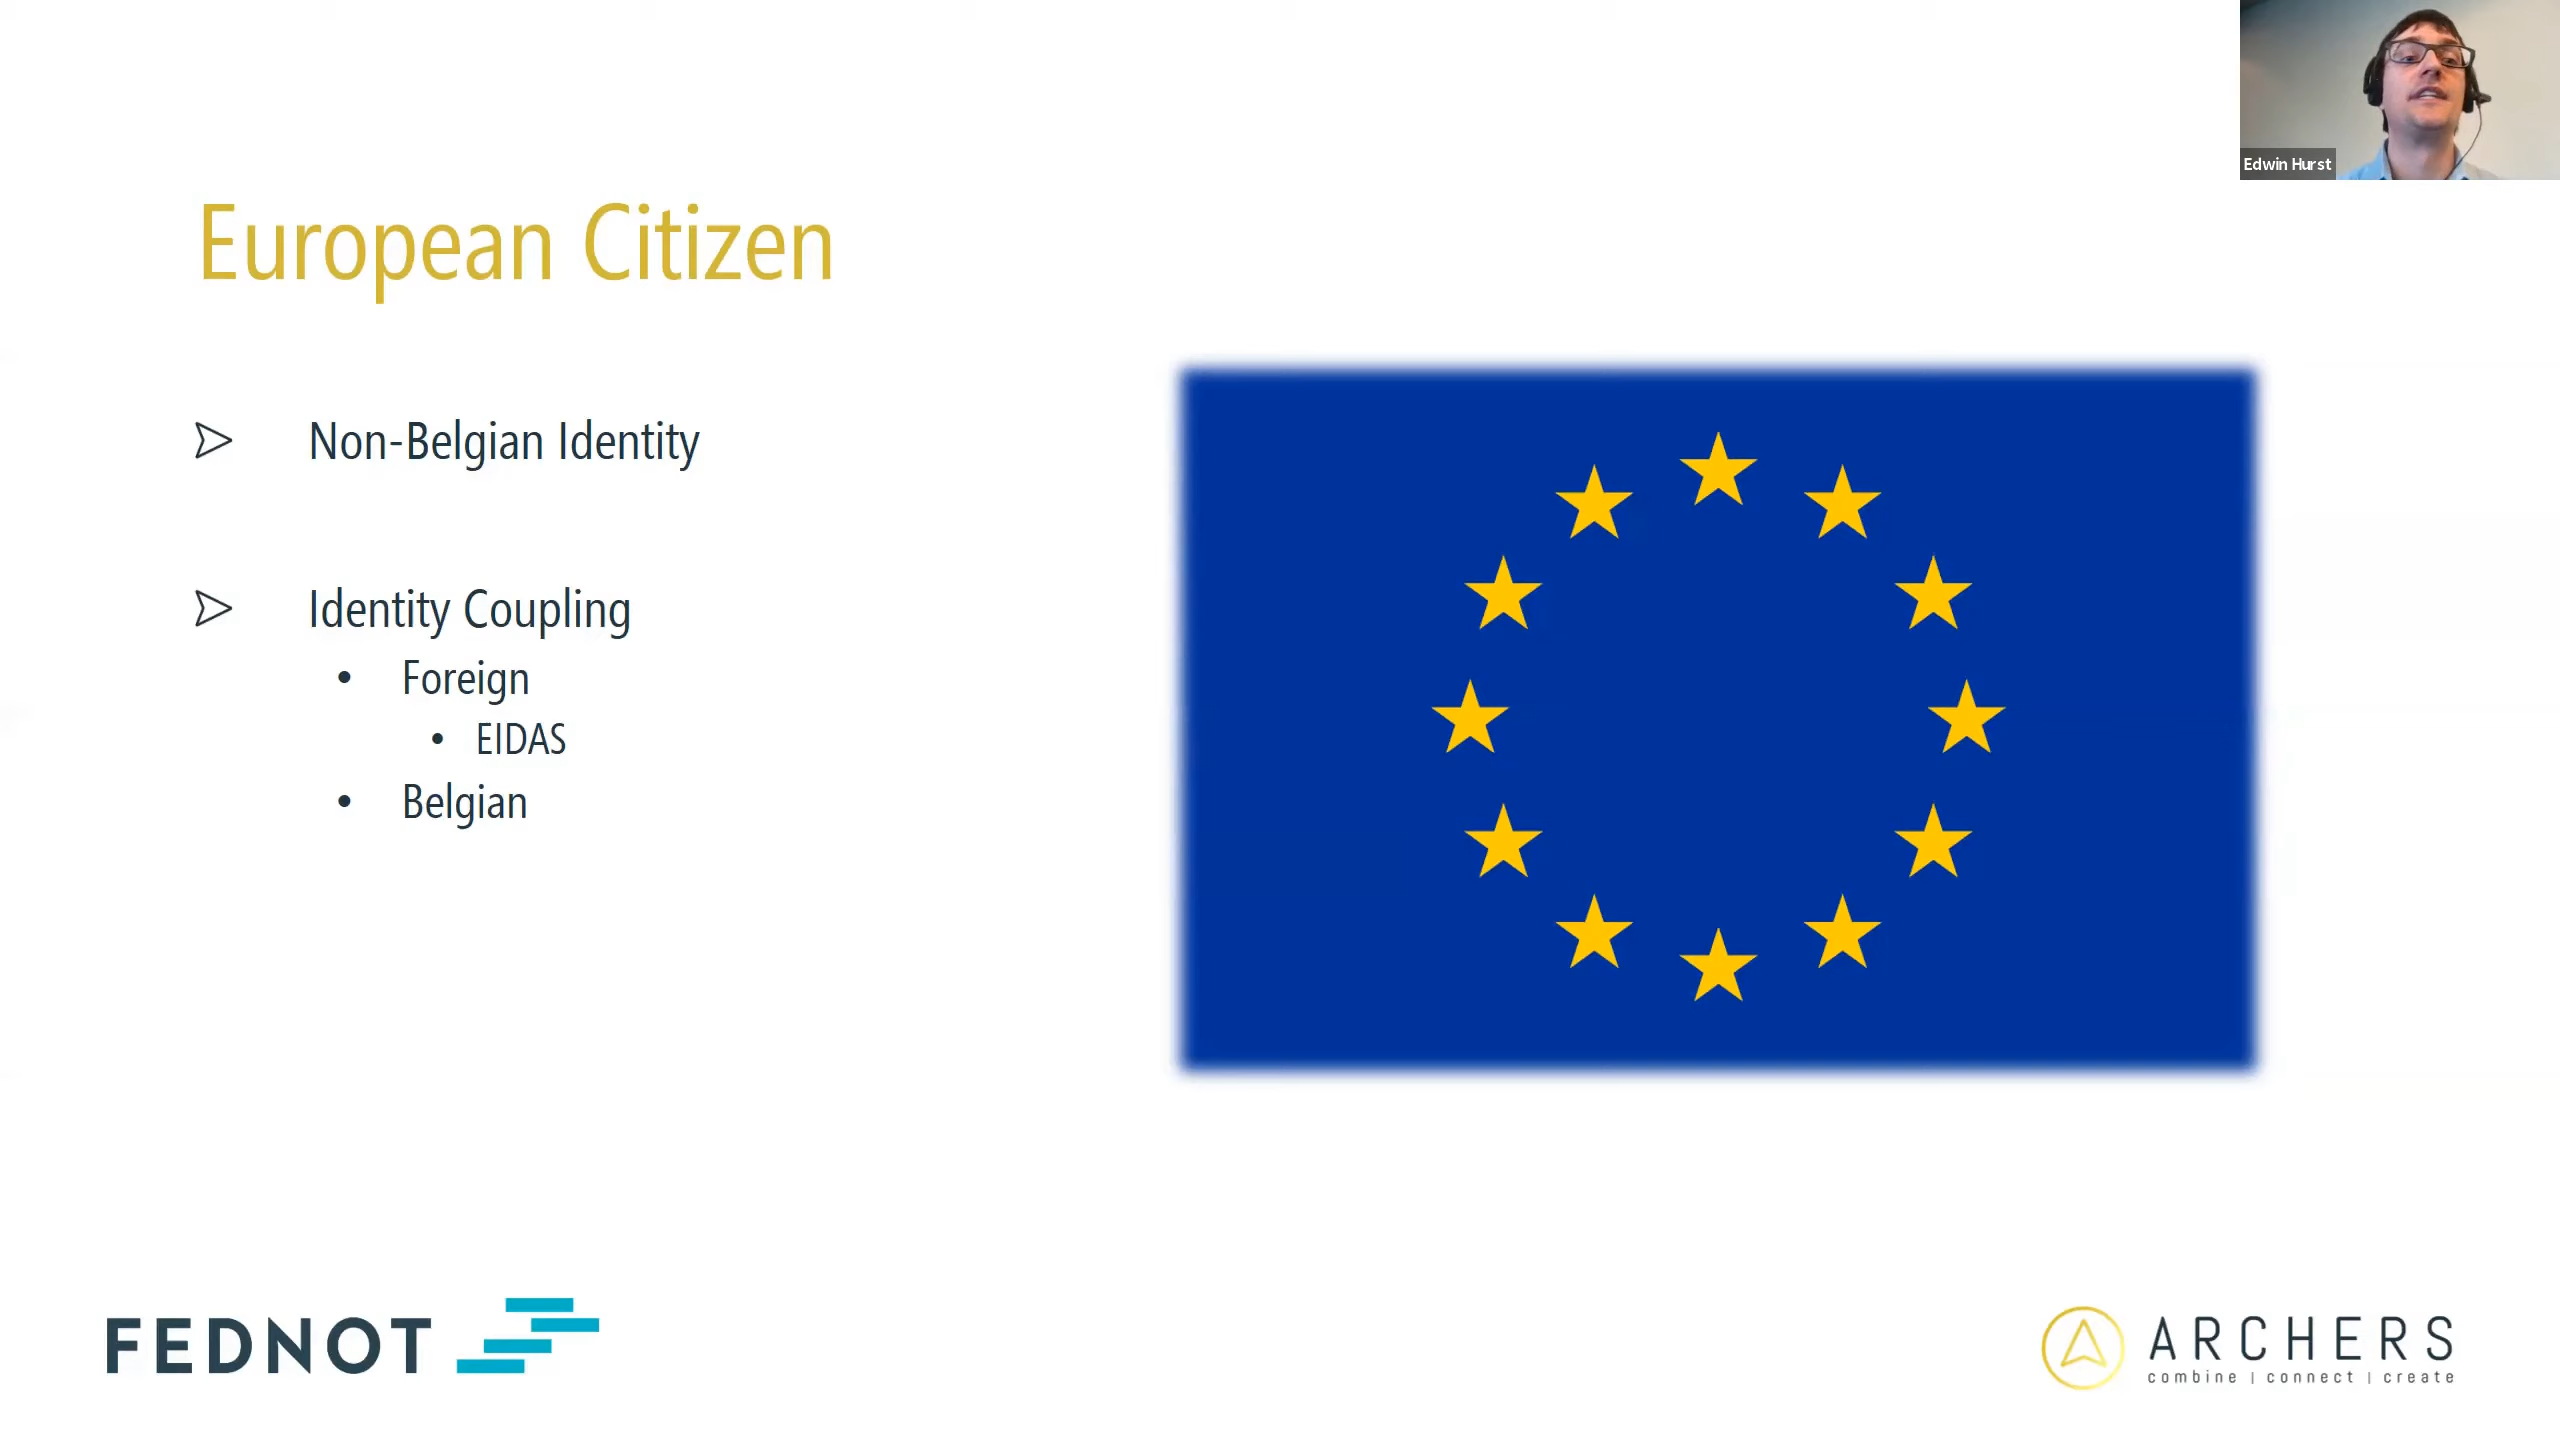 Edwin Hurst
European Citizen
Non-Belgian Identity
Identity Coupling
Foreign
EIDAS
Belgian
FEDNOT
ARCHERS
combine | connect | create